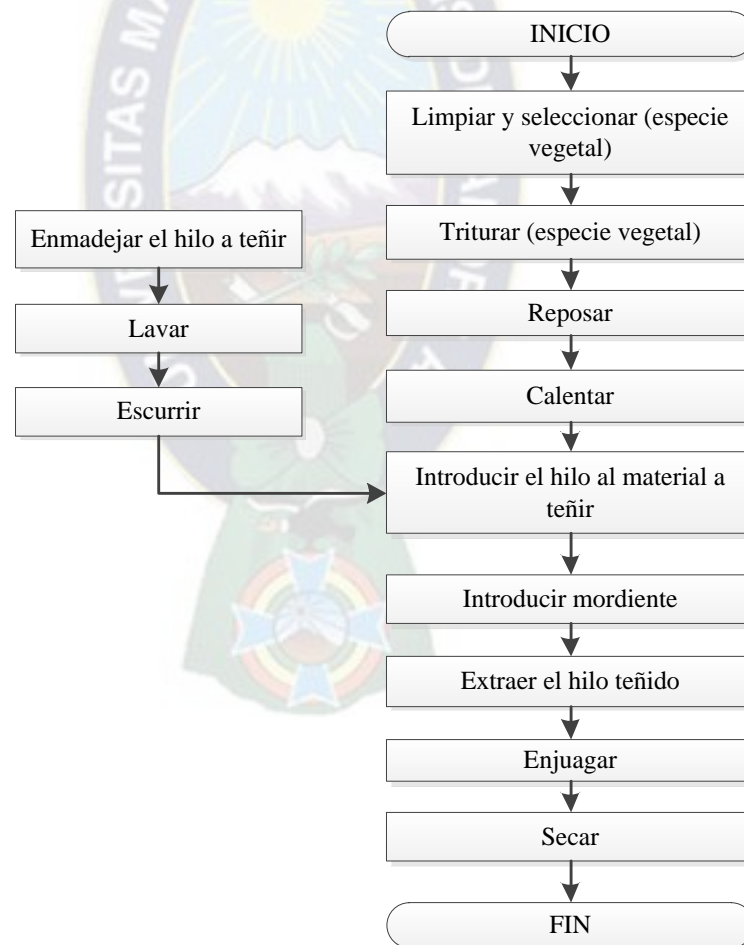 INICIO
Limpiar y seleccionar (especie
vegetal)
Enmadejar el hilo a teñir
Triturar (especie vegetal)
Lavar
Reposar
Escurrir
Calentar
Introducir el hilo al material a
teñir
Introducir mordiente
Extraer el hilo teñido
Enjuagar
Secar
FIN